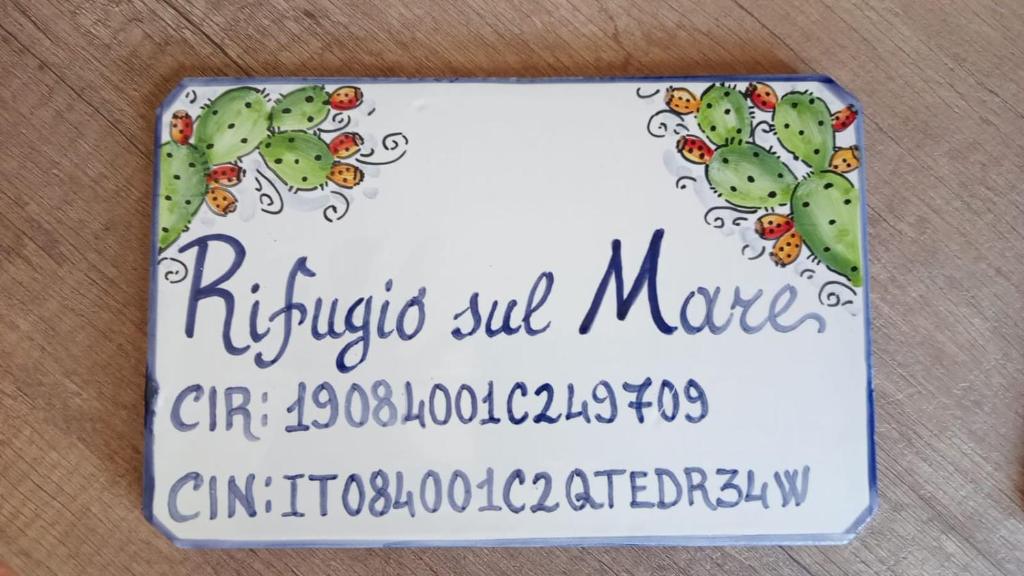 Rifugio sul Mare
CIR: 19084001C249709
CIN: IT084001C2QTEDR34W